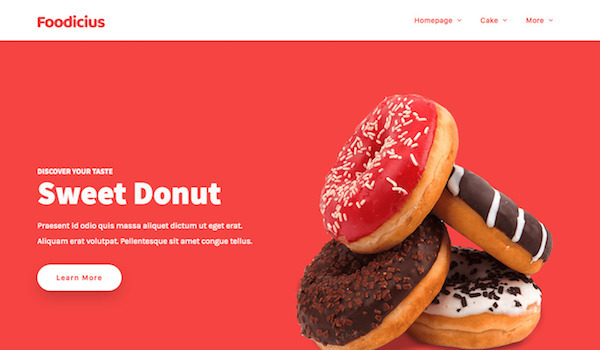 Foodicius
Homepage Cake More
DISCOVER YOUR TASTE
Sweet Donut
Praesent id odio quis massa aliquet dictum ut eget erat.
Aliquam erat volutpat. Pellentesque sit amet congue tellus.
Learn More